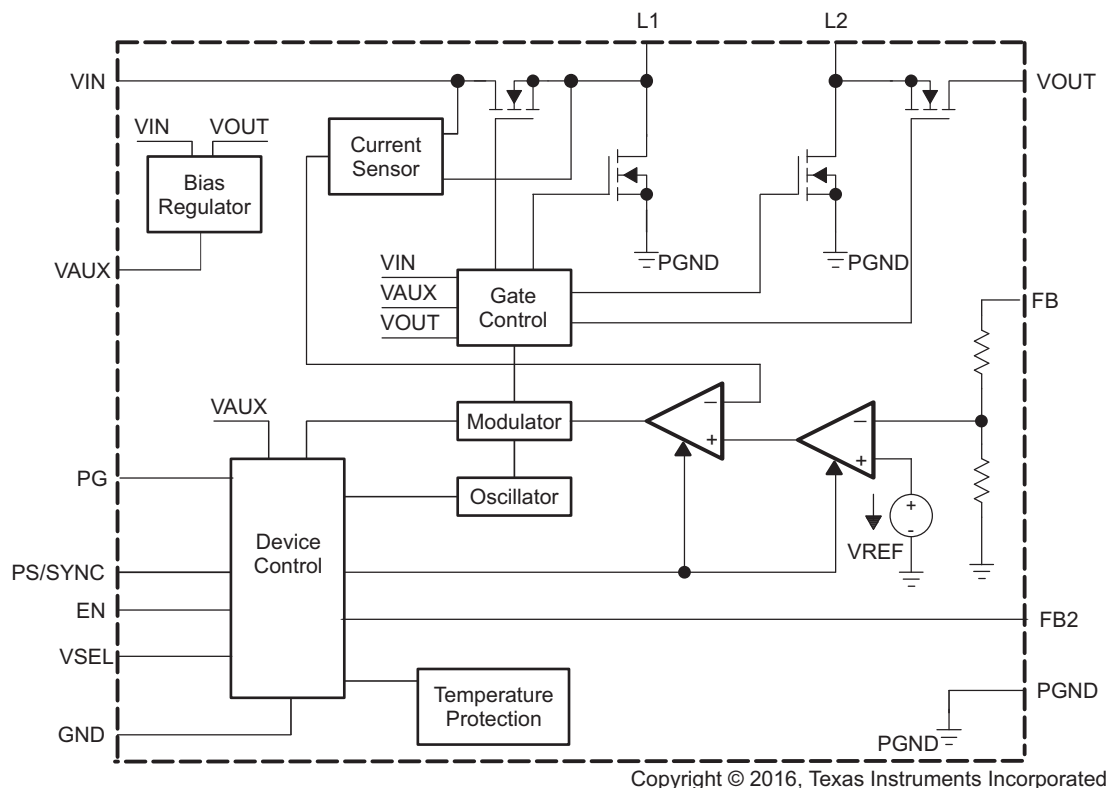 L1
L2
VIN
VOUT
VIN
VOUT
Current
Sensor
Bias
Regulator
VAUX
PGND
PGND
VIN
VAUX
VOUT
Gate
Control
FB
VAUX
Modulator
−
+
−
+
PG
Oscillator
+
-
VREF
Device
Control
PS/SYNC
EN
FB2
VSEL
Temperature
Protection
PGND
GND
PGND
Copyright © 2016, Texas Instruments Incorporated